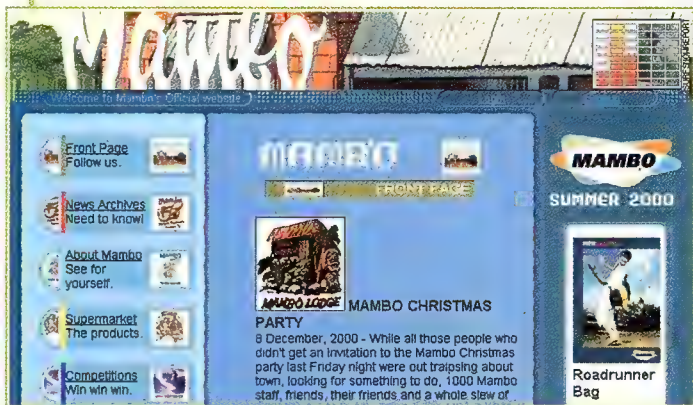 Mambo
Welcome to Mambo's Official website
Front Page
Follow us.
News Archives
Need to know!
About Mambo
See for
yourself.
Supermarket
The products.
Competitions
Win win win.
MAMBO
FRONT PAGE
MAMBO LODGE
MAMBO CHRISTMAS
PARTY
8 December, 2000 - While all those people who
didn't get an invitation to the Mambo Christmas
party last Friday night were out traipsing about
town, looking for something to do, 1000 Mambo
staff, friends, their friends and a whole slew of
MAMBO
SUMMER 2000
Roadrunner
Bag